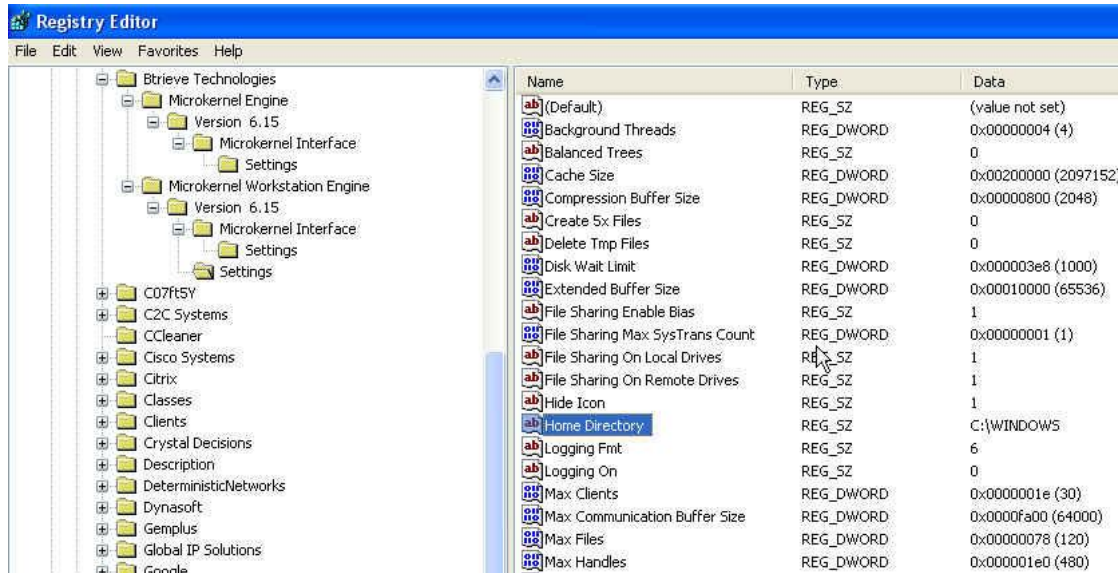 Registry Editor
File Edit View Favorites Help
Btrieve Technologies
Microkernel Engine
Version 6.15
Microkernel Interface
Settings
Microkernel Workstation Engine
Version 6.15
Microkernel Interface
Settings
Settings
C07ft5Y
C2C Systems
CCleaner
Cisco Systems
Citrix
Classes
Clients
Crystal Decisions
Description
DeterministicNetworks
Dynasoft
Gemplus
Global IP Solutions
Google
Name Type Data
(Default) REG_SZ (value not set)
Background Threads REG_DWORD 0x00000004 (4)
Balanced Trees REG_SZ 0
Cache Size REG_DWORD 0x00200000 (2097152)
Compression Buffer Size REG_DWORD 0x00000800 (2048)
Create 5x Files REG_SZ 0
Delete Tmp Files REG_SZ 0
Disk Wait Limit REG_DWORD 0x000003e8 (1000)
Extended Buffer Size REG_DWORD 0x00010000 (65536)
File Sharing Enable Bias REG_SZ 1
File Sharing Max SysTrans Count REG_DWORD 0x00000001 (1)
File Sharing On Local Drives REG_SZ 1
File Sharing On Remote Drives REG_SZ 1
Hide Icon REG_SZ 1
Home Directory REG_SZ C:\WINDOWS
Logging Fmt REG_SZ 6
Logging On REG_SZ 0
Max Clients REG_DWORD 0x0000001e (30)
Max Communication Buffer Size REG_DWORD 0x0000fa00 (64000)
Max Files REG_DWORD 0x00000078 (120)
Max Handles REG_DWORD 0x000001e0 (480)